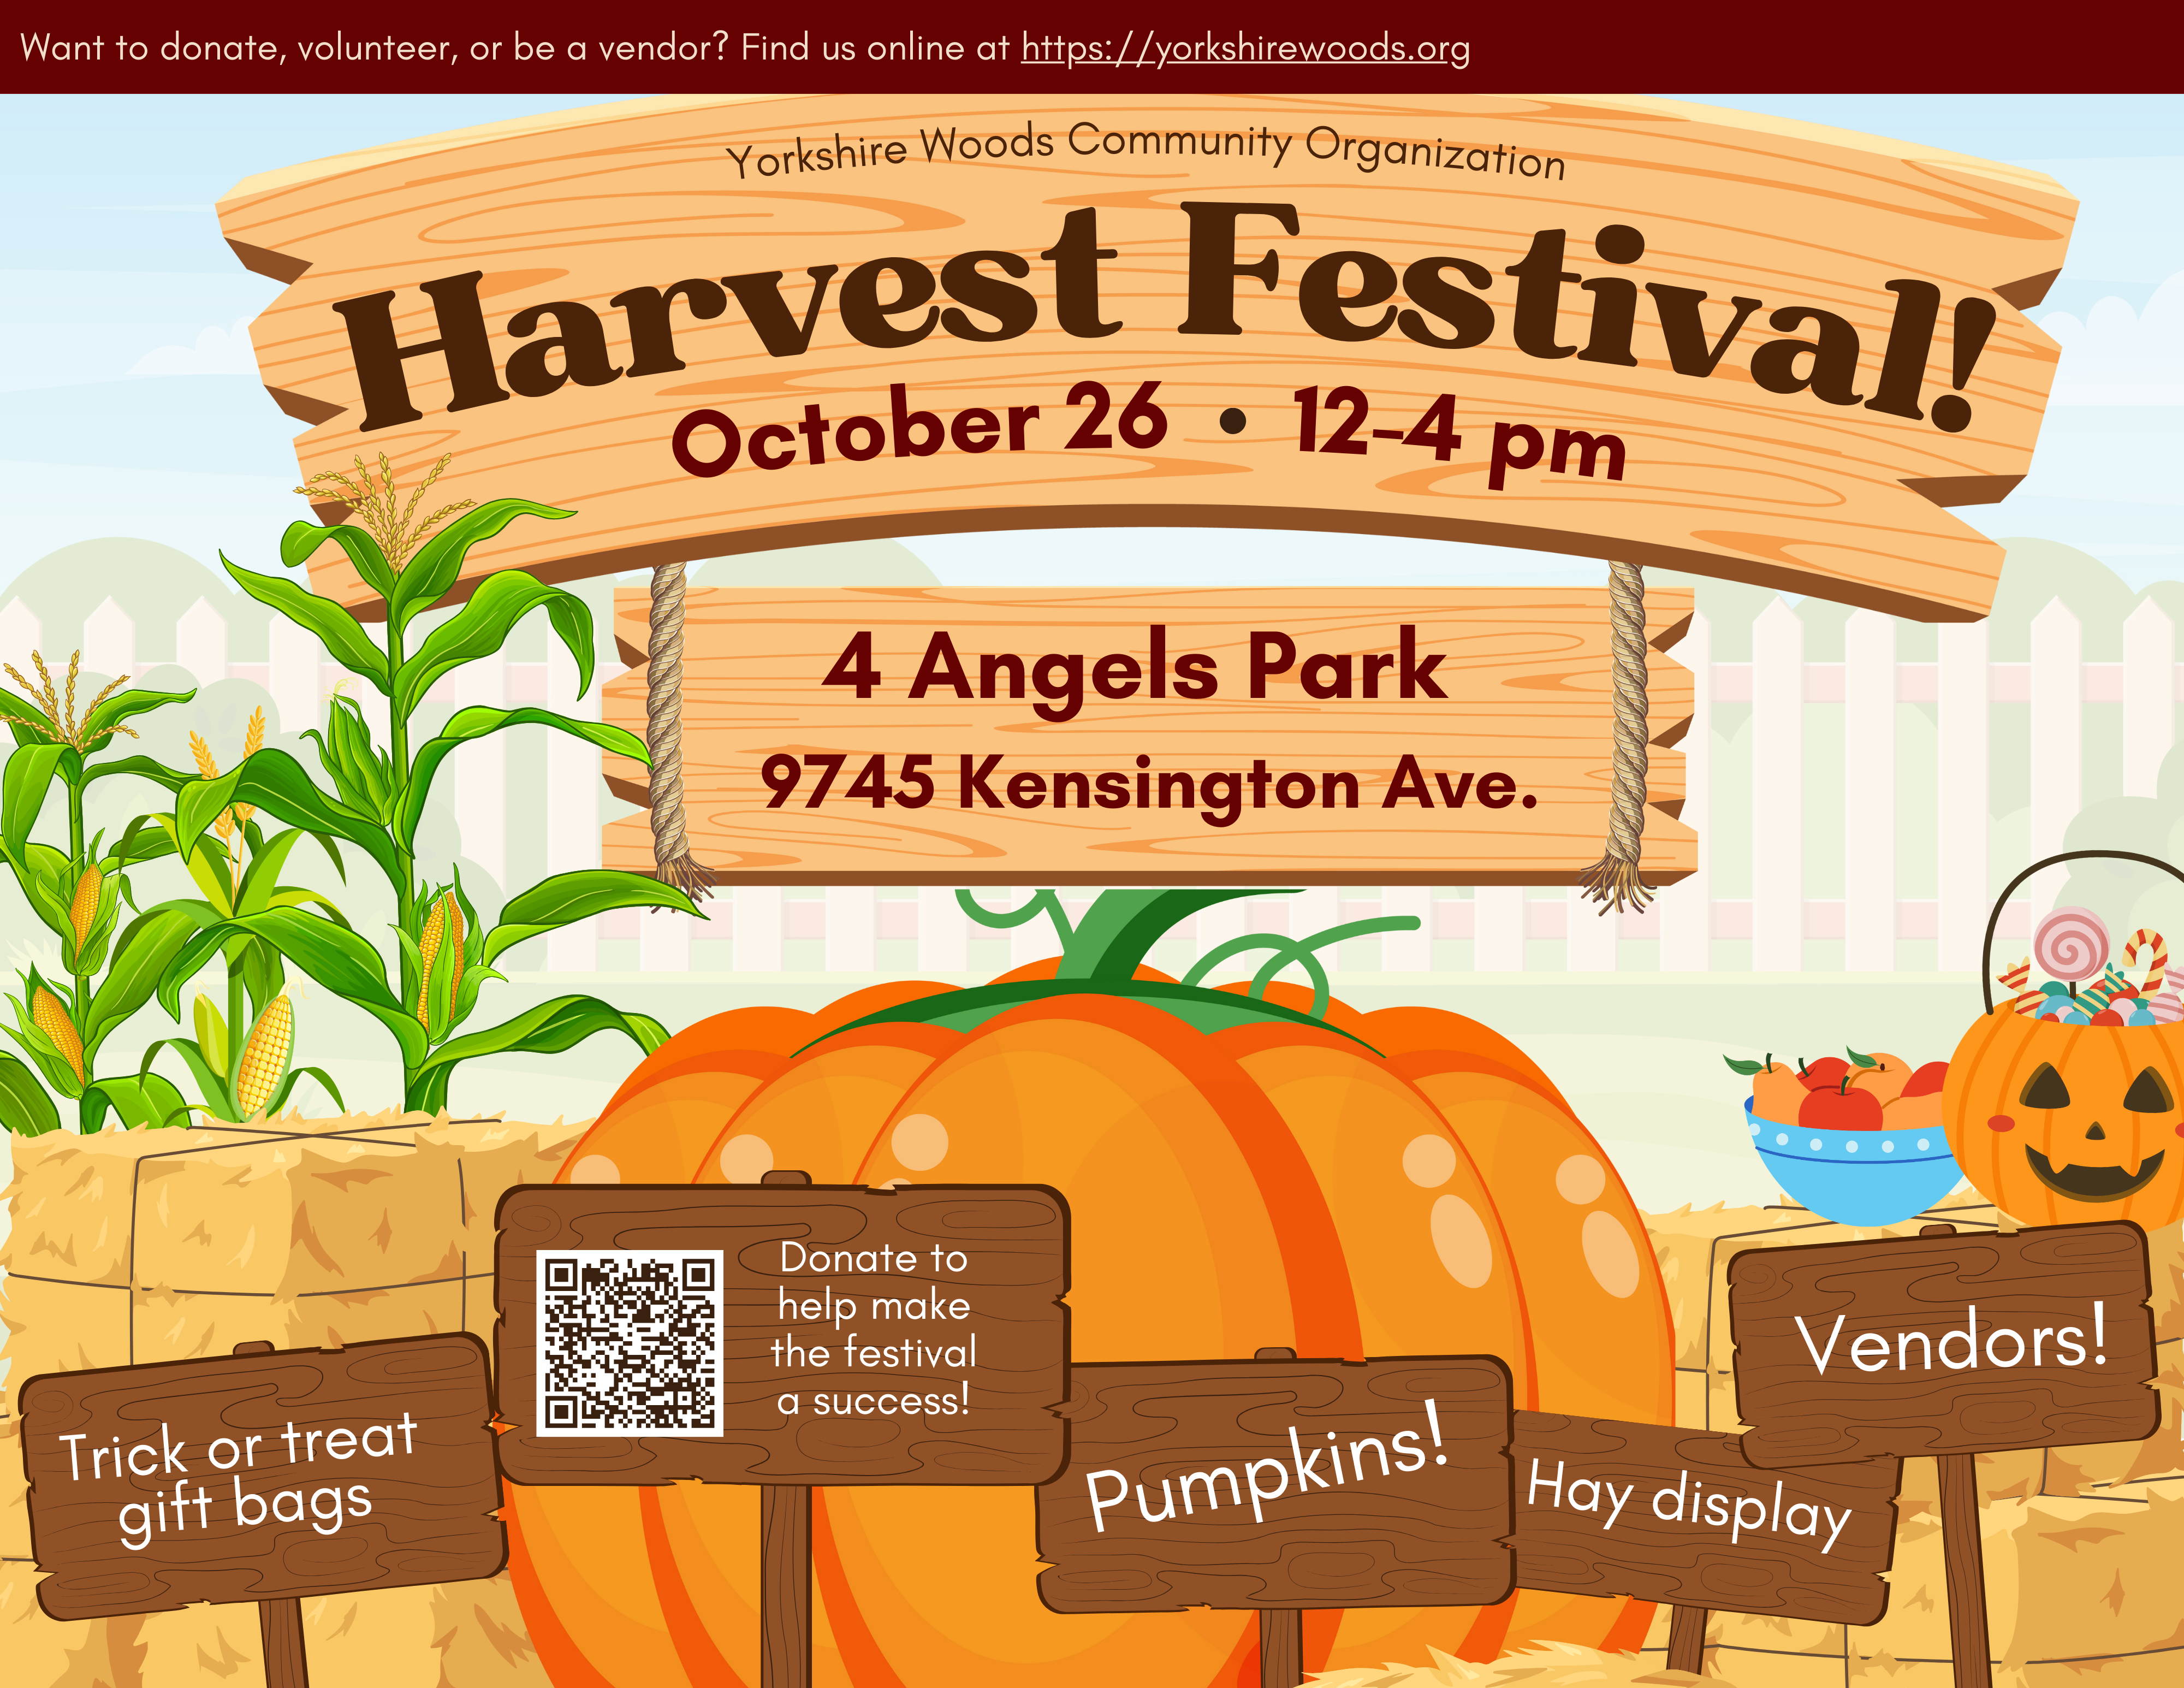 Want to donate, volunteer, or be a vendor? Find us online at https://yorkshirewoods.org
Yorkshire Woods Community Organization
Harvest Festival!
October 26 • 12-4 pm
4 Angels Park
9745 Kensington Ave.
Donate to
help make
the festival
a success!
Trick or treat
gift bags
Pumpkins!
Hay display
Vendors!